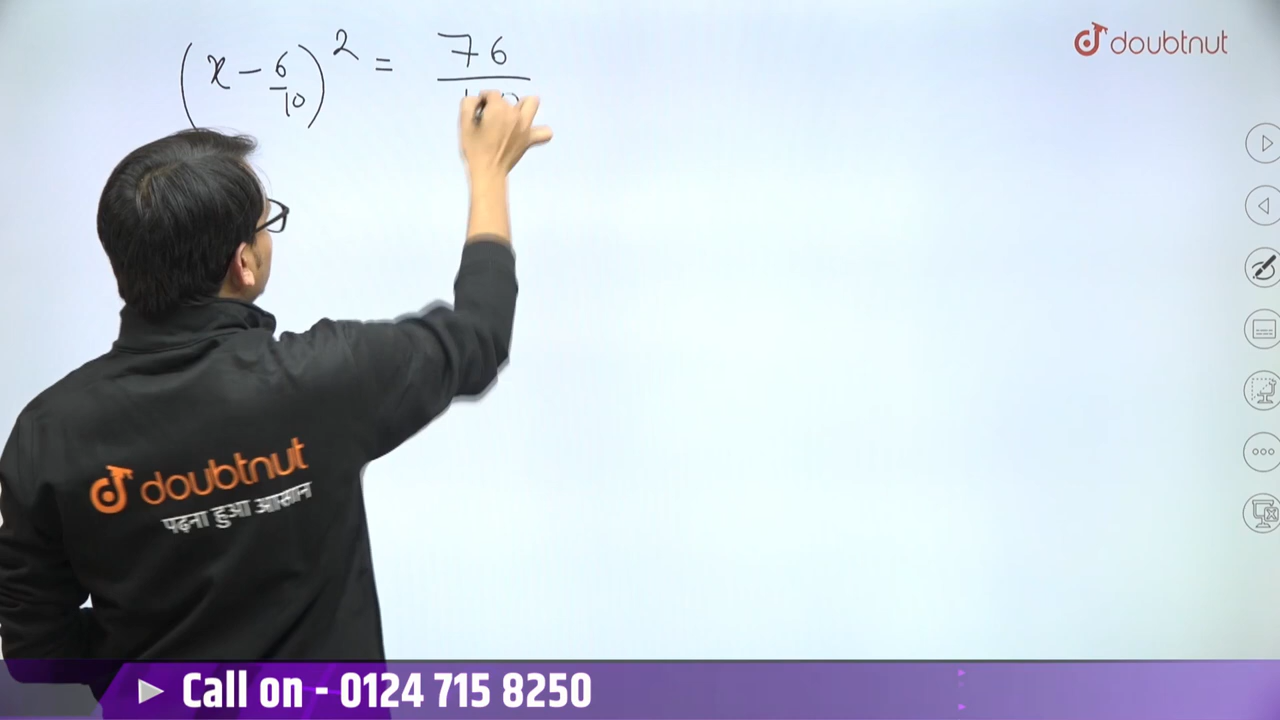 (x - 6/10)² = 76
doubtnut
doubtnut
पढ़ना हुआ आसान
Call on - 0124 715 8250